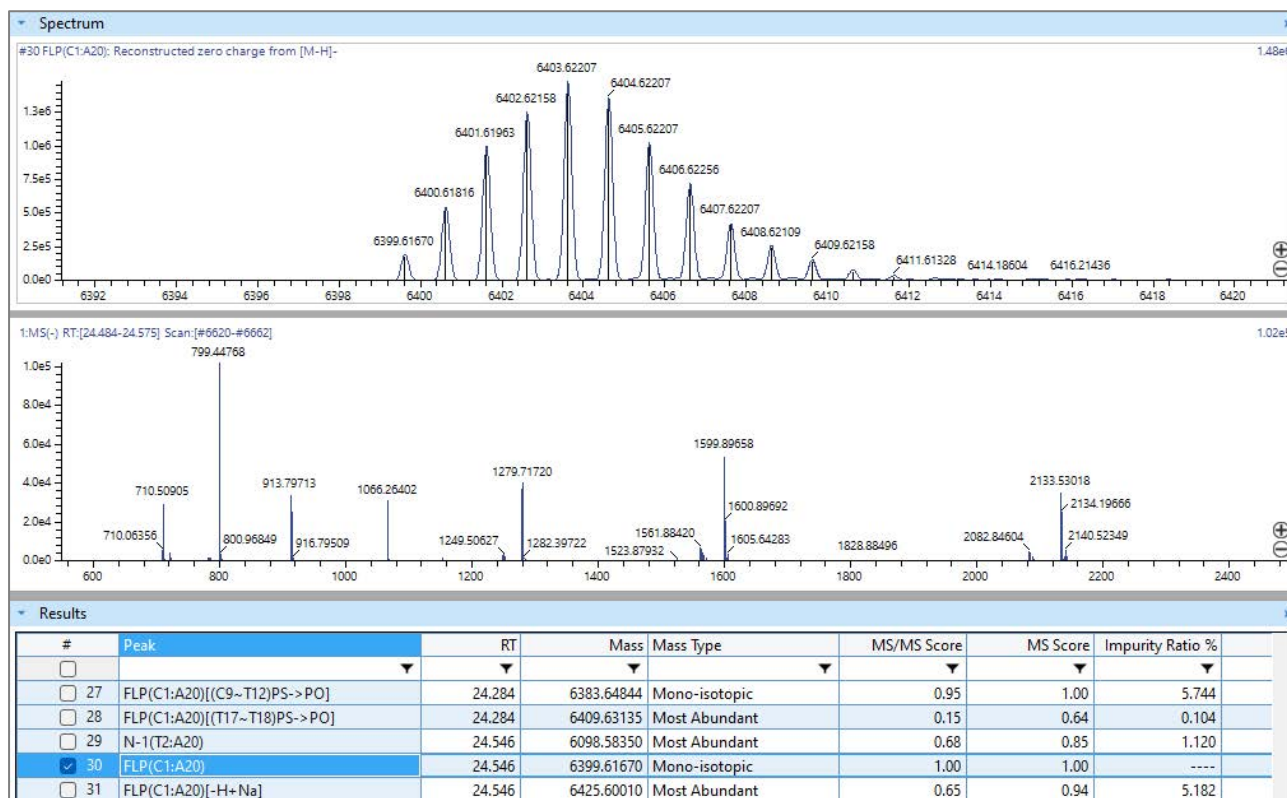 Spectrum
#30 FLP(C1:A20): Reconstructed zero charge from [M-H]-
6403.62207
6404.62207
6402.62158
1.3e6
6401.61963
6405.62207
1.0e6
6406.62256
7.5e5
6400.61816
6407.62207
5.0e5
6408.62109
6399.61670
6409.62158
2.5e5
6411.61328 6414.18604 6416.21436
0.0e0
6392 6394 6396 6398 6400 6402 6404 6406 6408 6410 6412 6414 6416 6418 6420
1:MS(-) RT:[24.484-24.575] Scan:[#6620-#6662]
799.44768
1.0e5
8.0e4
1599.89658
6.0e4
1279.71720
2133.53018
4.0e4
710.50905 913.79713 1066.26402
1600.89692 2134.19666
2.0e4
710.06356 800.96849 916.79509 1249.50627 1282.39722 1523.87932 1561.88420 1605.64283 1828.88496 2082.84604 2140.52349
0.0e0
600 800 1000 1200 1400 1600 1800 2000 2200 2400
Results
# Peak RT Mass Mass Type MS/MS Score MS Score Impurity Ratio %
27 FLP(C1:A20)[(C9~T12)PS->PO] 24.284 6383.64844 Mono-isotopic 0.95 1.00 5.744
28 FLP(C1:A20)[(T17~T18)PS->PO] 24.284 6409.63135 Most Abundant 0.15 0.64 0.104
29 N-1(T2:A20) 24.546 6098.58350 Most Abundant 0.68 0.85 1.120
30 FLP(C1:A20) 24.546 6399.61670 Mono-isotopic 1.00 1.00 ----
31 FLP(C1:A20)[-H+Na] 24.546 6425.60010 Most Abundant 0.65 0.94 5.182